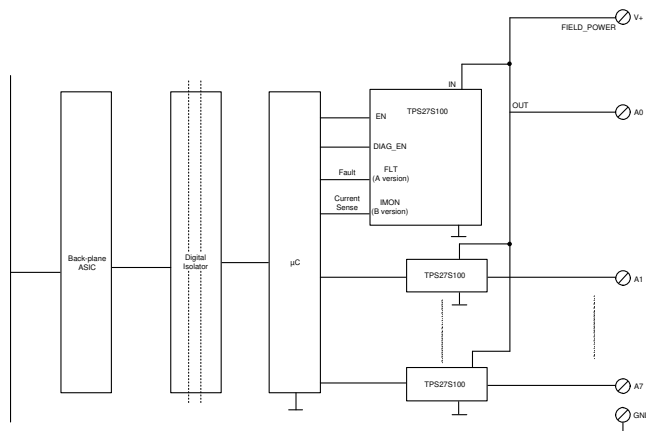 V+
FIELD_POWER
IN
TPS27S100
OUT
A0
EN
DIAG_EN
Fault
FLT
(A version)
Current
Sense
IMON
(B version)
Back-plane
ASIC
Digital
Isolator
µC
TPS27S100
A1
TPS27S100
A7
GN